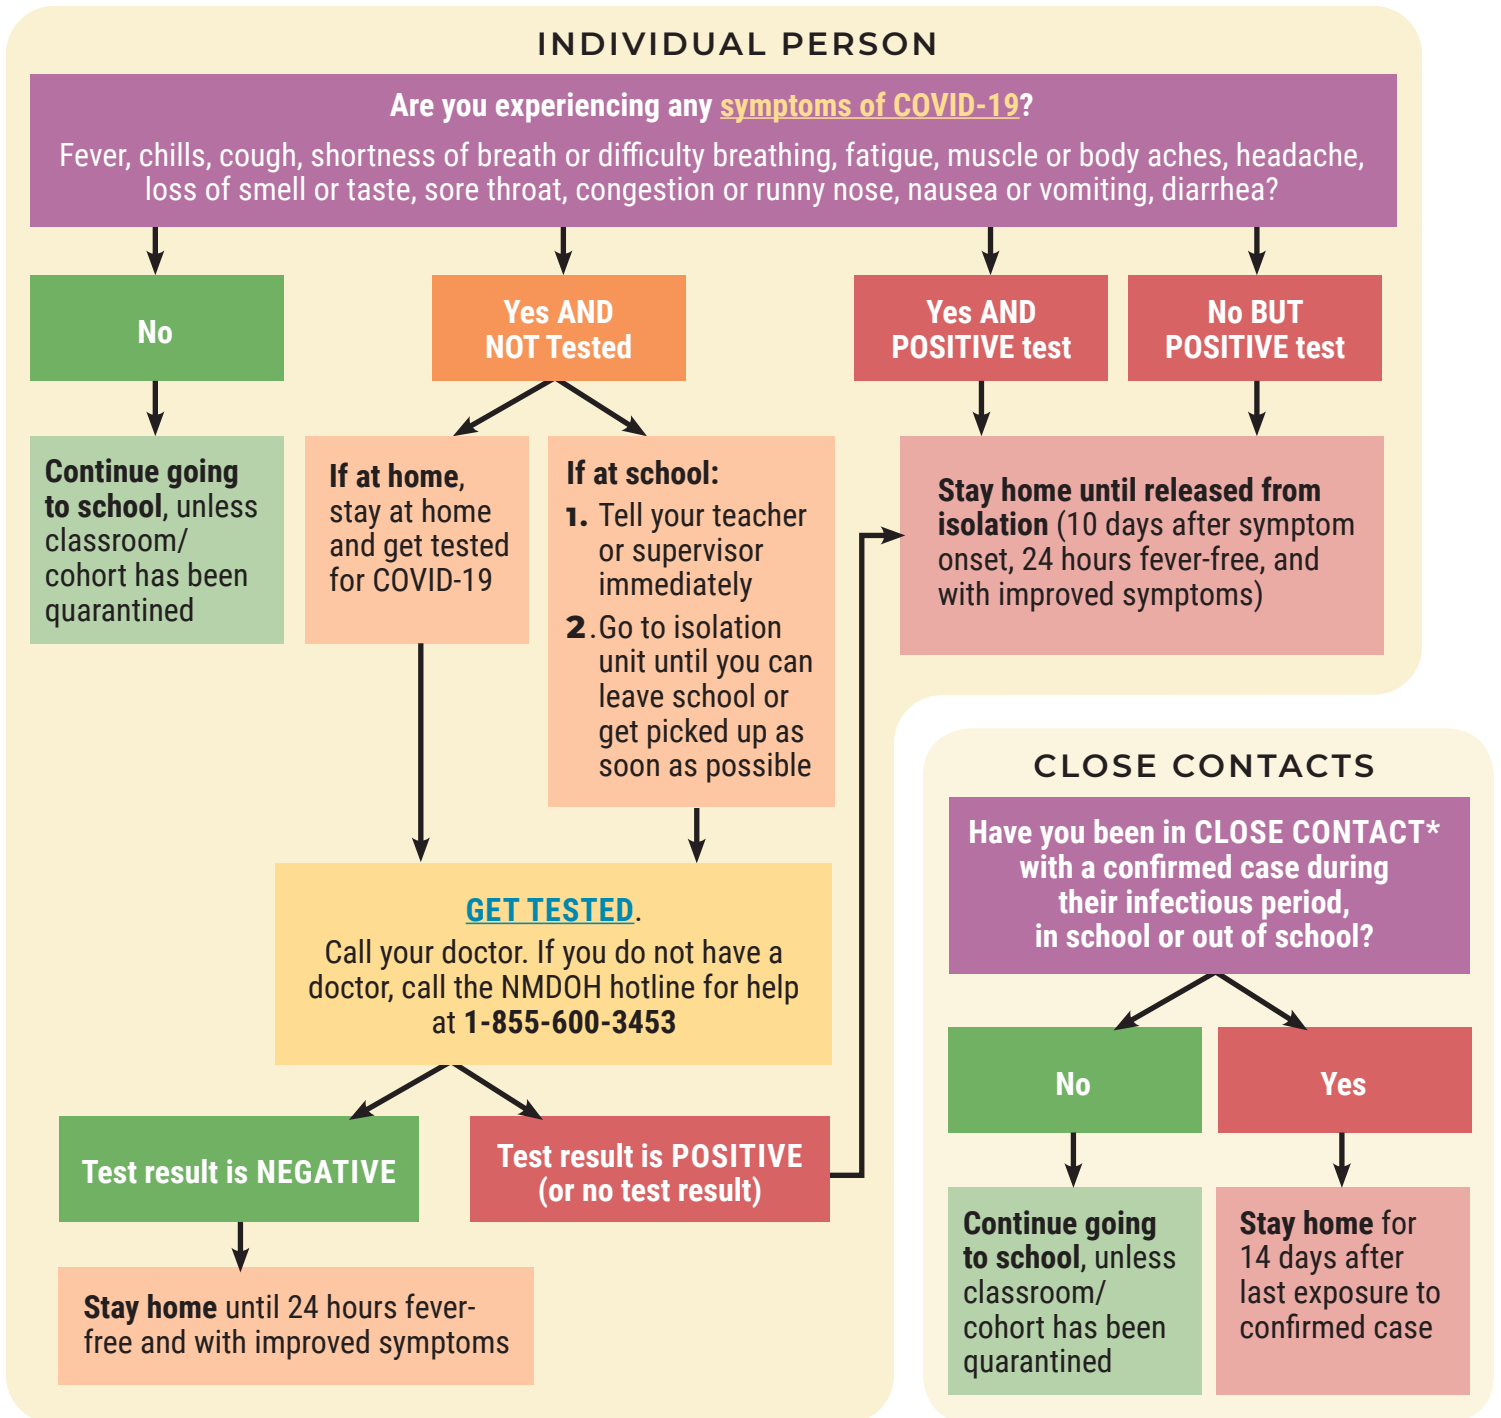 INDIVIDUAL PERSON
Are you experiencing any symptoms of COVID-19?
Fever, chills, cough, shortness of breath or difficulty breathing, fatigue, muscle or body aches, headache,
loss of smell or taste, sore throat, congestion or runny nose, nausea or vomiting, diarrhea?
No
Yes AND
NOT Tested
Yes AND
POSITIVE test
No BUT
POSITIVE test
Continue going
to school, unless
classroom/
cohort has been
quarantined
If at home,
stay at home
and get tested
for COVID-19
If at school:
1. Tell your teacher
or supervisor
immediately
2.Go to isolation
unit until you can
leave school or
get picked up as
soon as possible
Stay home until released from
isolation (10 days after symptom
onset, 24 hours fever-free, and
with improved symptoms)
GET TESTED.
Call your doctor. If you do not have a
doctor, call the NMDOH hotline for help
at 1-855-600-3453
Test result is NEGATIVE
Test result is POSITIVE
(or no test result)
Stay home until 24 hours fever-
free and with improved symptoms
CLOSE CONTACTS
Have you been in CLOSE CONTACT*
with a confirmed case during
their infectious period,
in school or out of school?
No
Yes
Continue going
to school, unless
classroom/
cohort has been
quarantined
Stay home for
14 days after
last exposure to
confirmed case